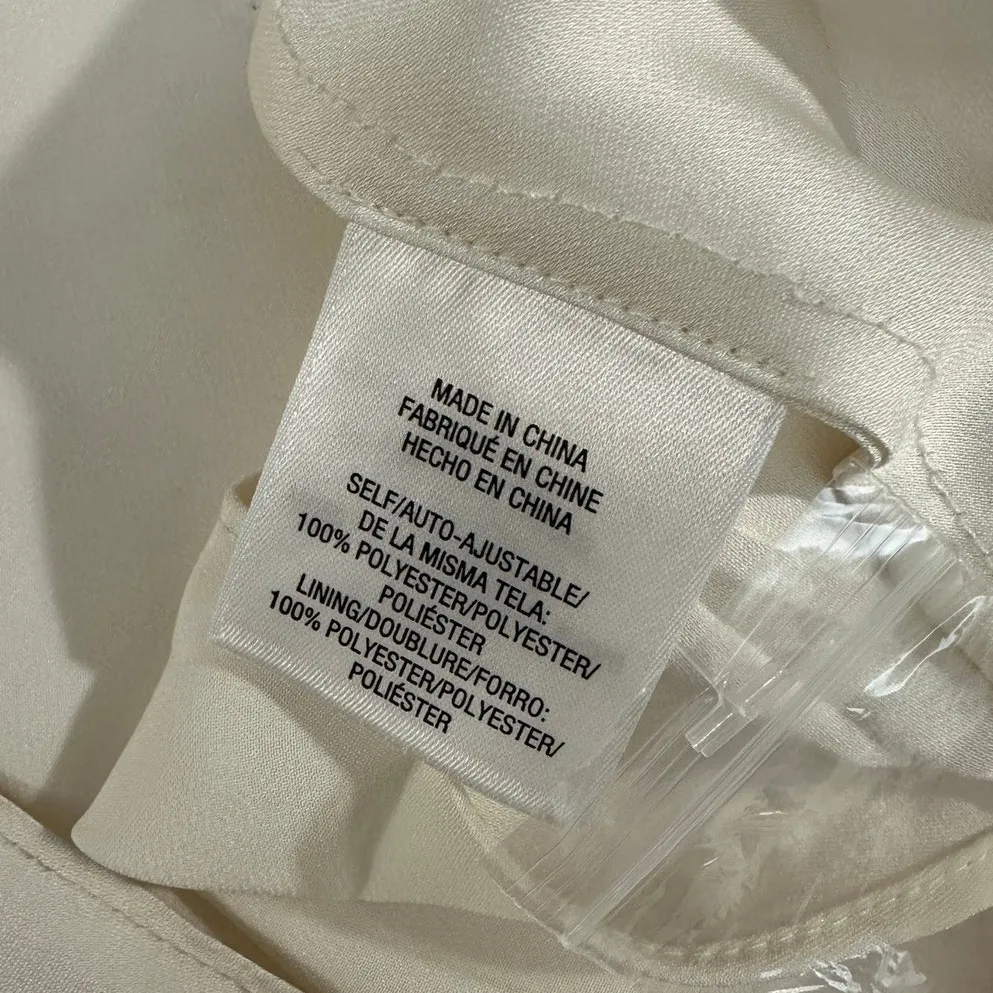 MADE IN CHINA
FABRIQUÉ EN CHINE
HECHO EN CHINA
SELF/AUTO-AJUSTABLE/
DE LA MISMA TELA:
100% POLYESTER/POLYESTER/
POLIÉSTER
LINING/DOUBLURE/FORRO:
100% POLYESTER/POLYESTER/
POLIÉSTER